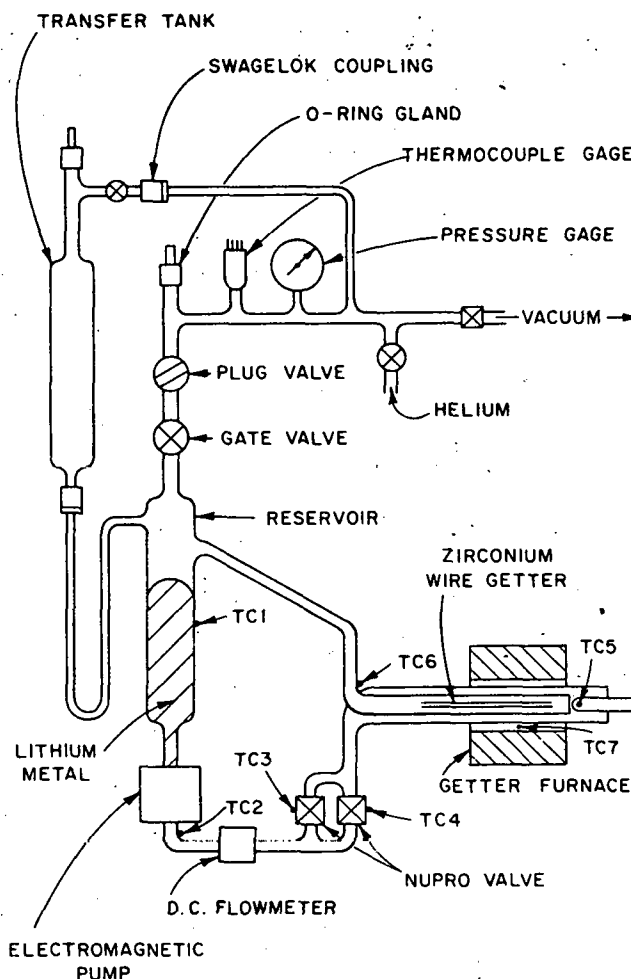 TRANSFER TANK
SWAGELOK COUPLING
O-RING GLAND
THERMOCOUPLE GAGE
PRESSURE GAGE
VACUUM
PLUG VALVE
HELIUM
GATE VALVE
RESERVOIR
ZIRCONIUM
WIRE GETTER
TC1
TC6
TC5
TC7
LITHIUM
METAL
TC3
GETTER FURNACE
TC2
TC4
NUPRO VALVE
D.C. FLOWMETER
ELECTROMAGNETIC
PUMP